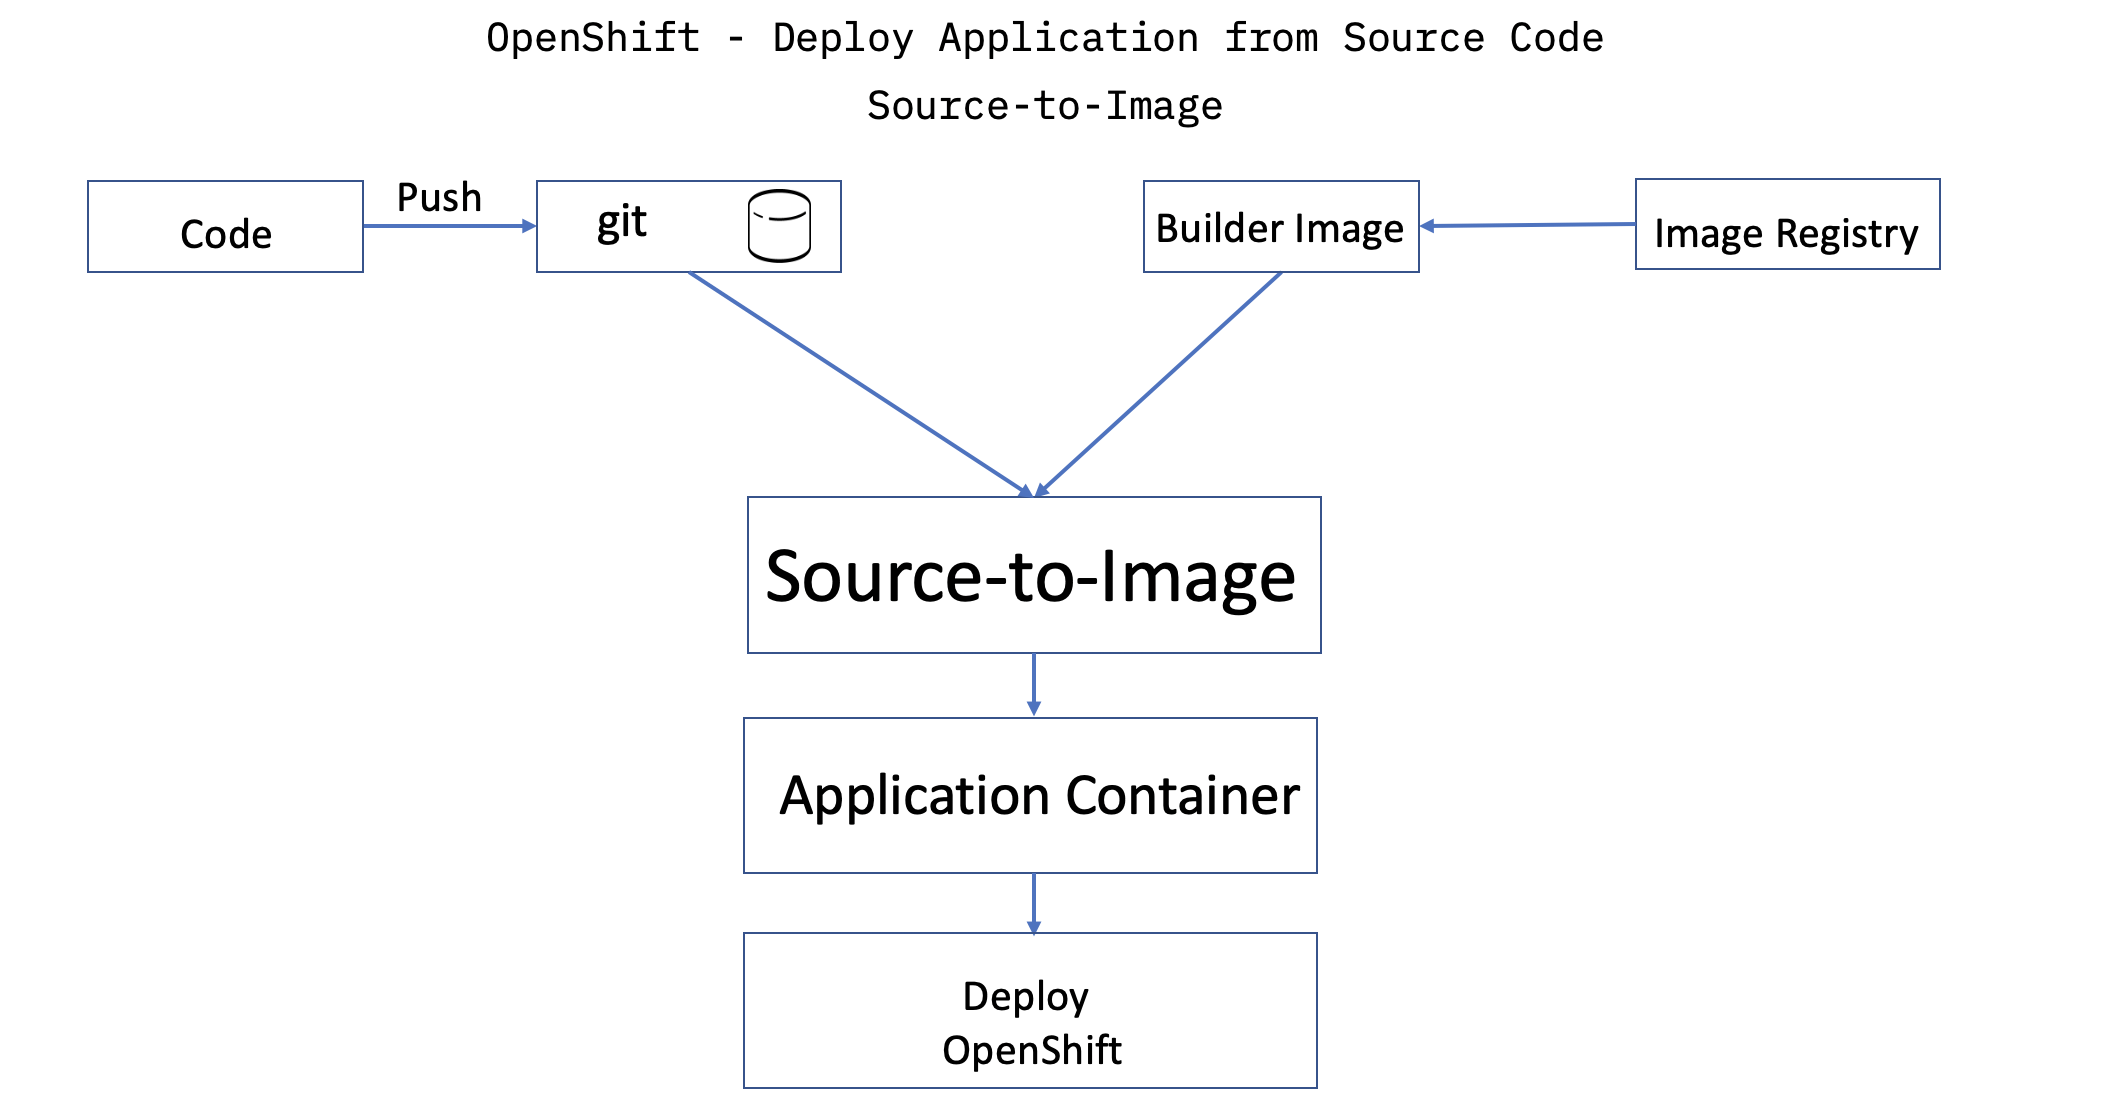 OpenShift - Deploy Application from Source Code
Source-to-Image
Code
Push
git
Builder Image
Image Registry
Source-to-Image
Application Container
Deploy
OpenShift